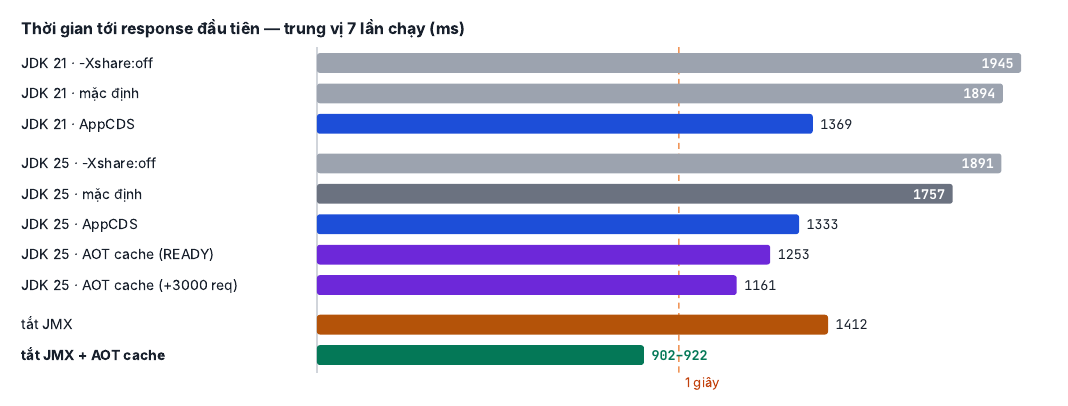 Thời gian tới response đầu tiên — trung vị 7 lần chạy (ms)
JDK 21 · -Xshare:off 1945
JDK 21 · mặc định 1894
JDK 21 · AppCDS 1369
JDK 25 · -Xshare:off 1891
JDK 25 · mặc định 1757
JDK 25 · AppCDS 1333
JDK 25 · AOT cache (READY) 1253
JDK 25 · AOT cache (+3000 req) 1161
tắt JMX 1412
tắt JMX + AOT cache 902–922
1 giây